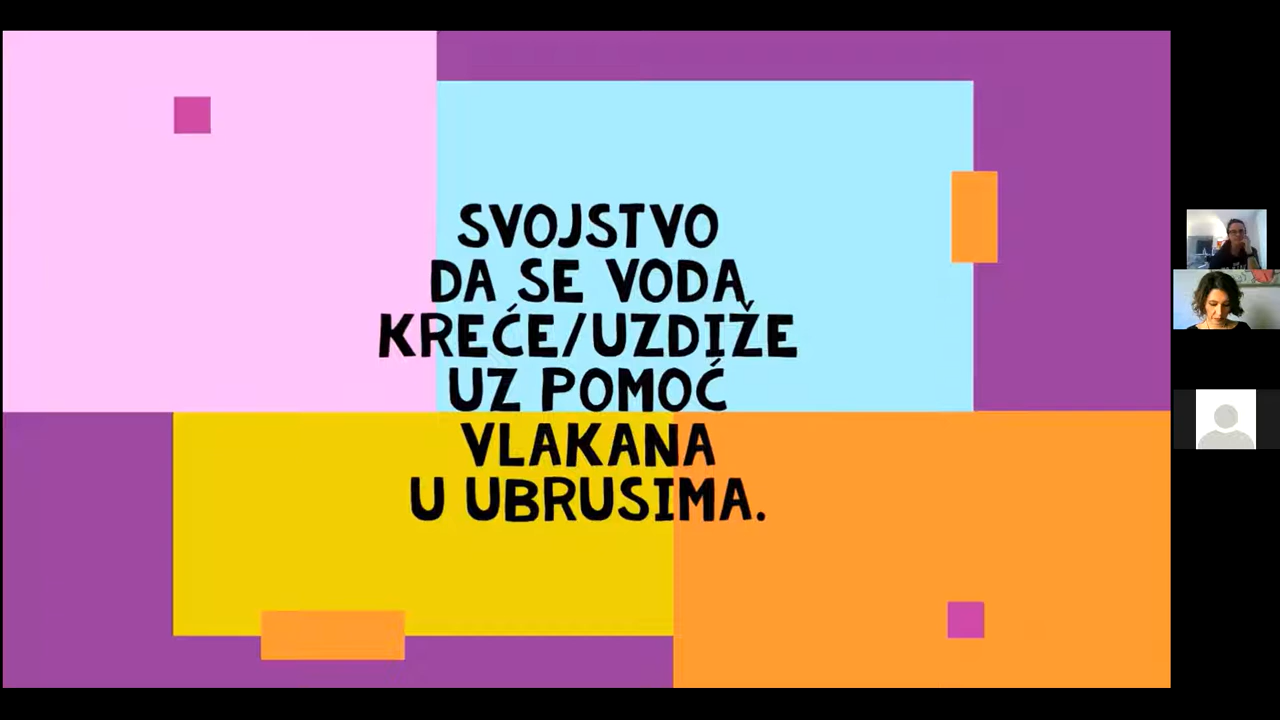 SVOJSTVO
DA SE VODA
KREĆE/UZDIŽE
UZ POMOĆ
VLAKANA
U UBRUSIMA.